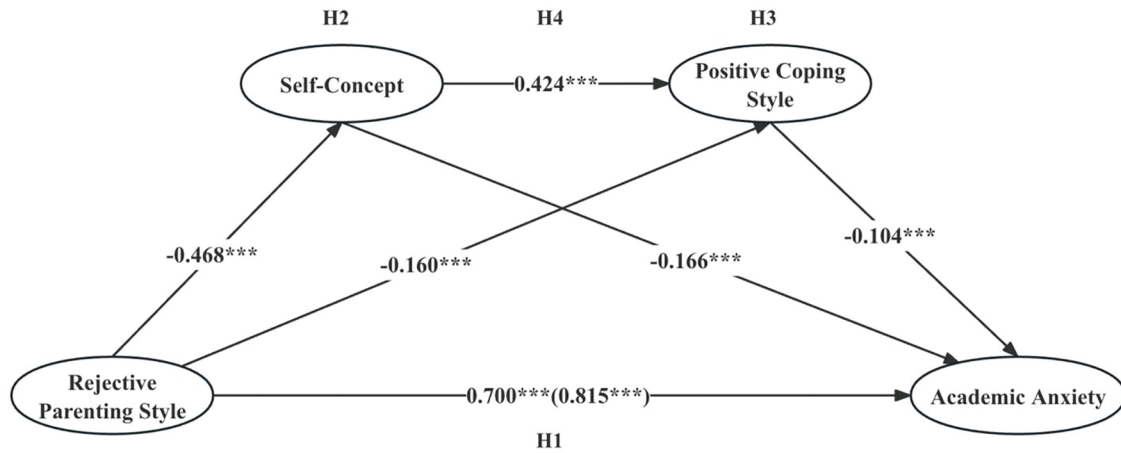 H2
H4
H3
Self-Concept
0.424***
Positive Coping
Style
-0.468***
-0.160***
-0.166***
-0.104***
Rejective
Parenting Style
0.700***(0.815***)
Academic Anxiety
H1